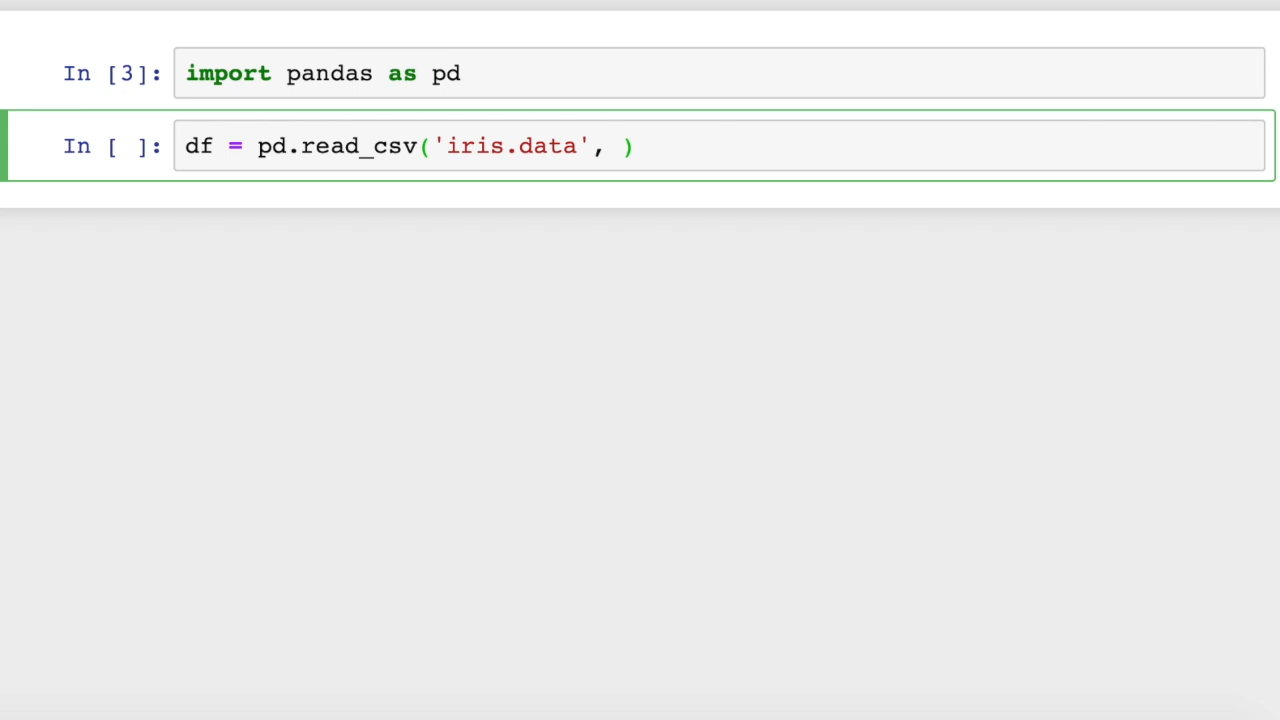 In [3]: import pandas as pd
In [ ]: df = pd.read_csv('iris.data', )